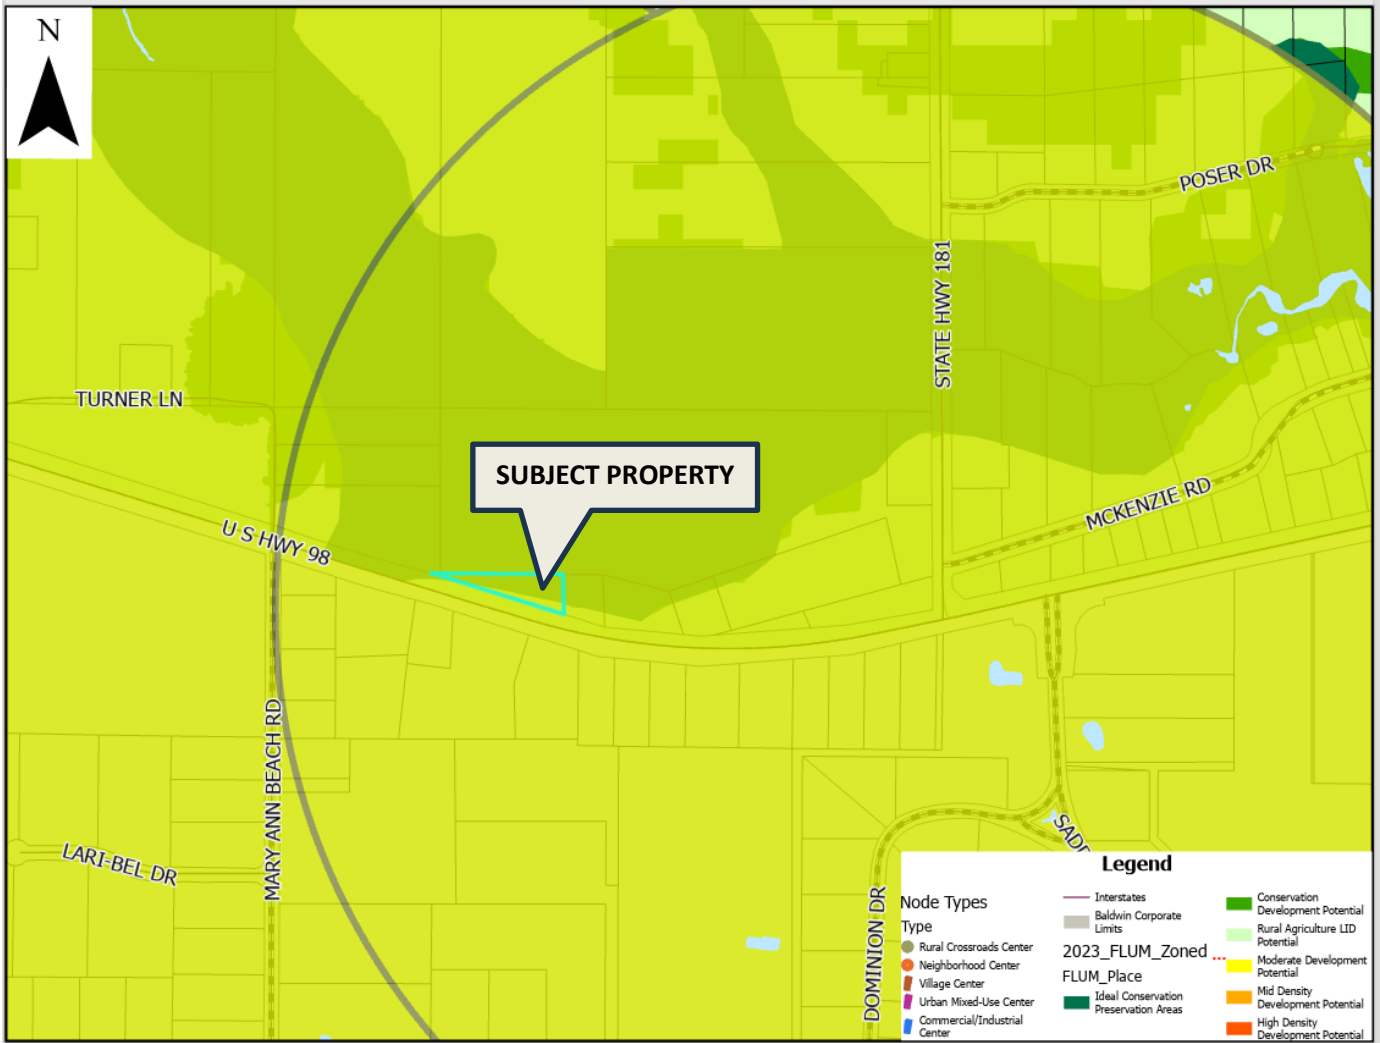 N
POSER DR
STATE HWY 181
TURNER LN
SUBJECT PROPERTY
MCKENZIE RD
U S HWY 98
MARY ANN BEACH RD
LARI-BEL DR
DOMINION DR
SADD
Legend
Node Types
Type
Rural Crossroads Center
Neighborhood Center
Village Center
Urban Mixed-Use Center
Commercial/Industrial
Center
Interstates
Baldwin Corporate
Limits
2023_FLUM_Zoned
FLUM_Place
Ideal Conservation
Preservation Areas
Conservation
Development Potential
Rural Agriculture LID
Potential
Moderate Development
Potential
Mid Density
Development Potential
High Density
Development Potential